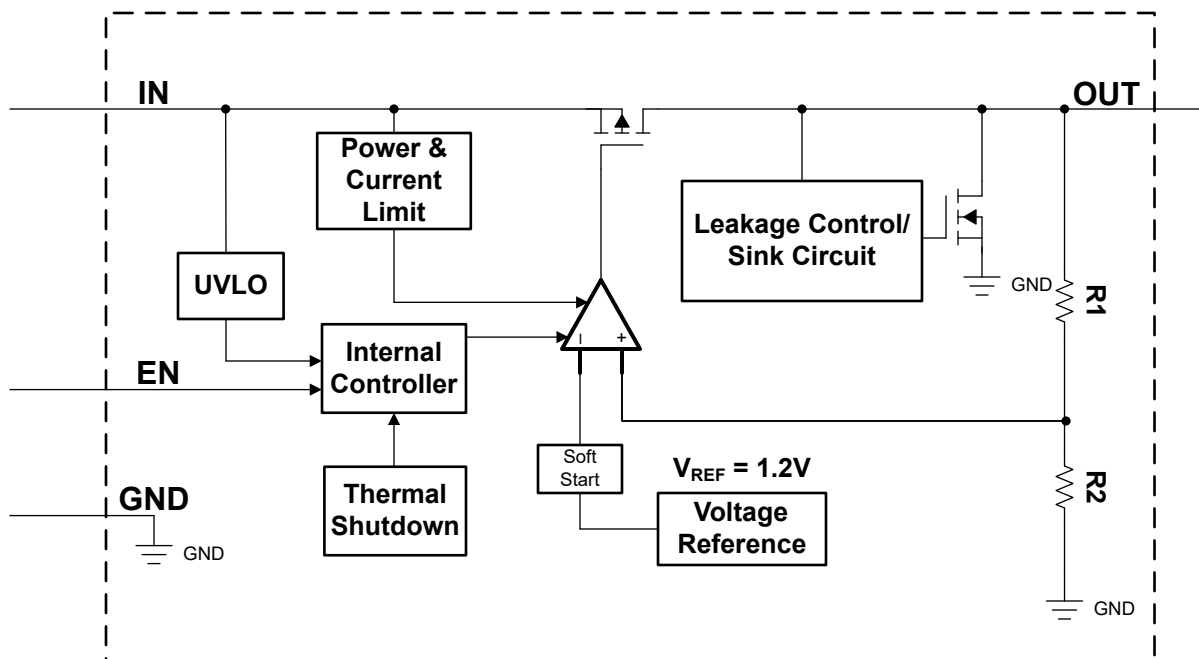 IN
OUT
Power &
Current
Limit
Leakage Control/
Sink Circuit
GND
R1
UVLO
Internal
Controller
EN
Soft
Start
VREF = 1.2V
R2
Thermal
Shutdown
Voltage
Reference
GND
GND
GND
− +